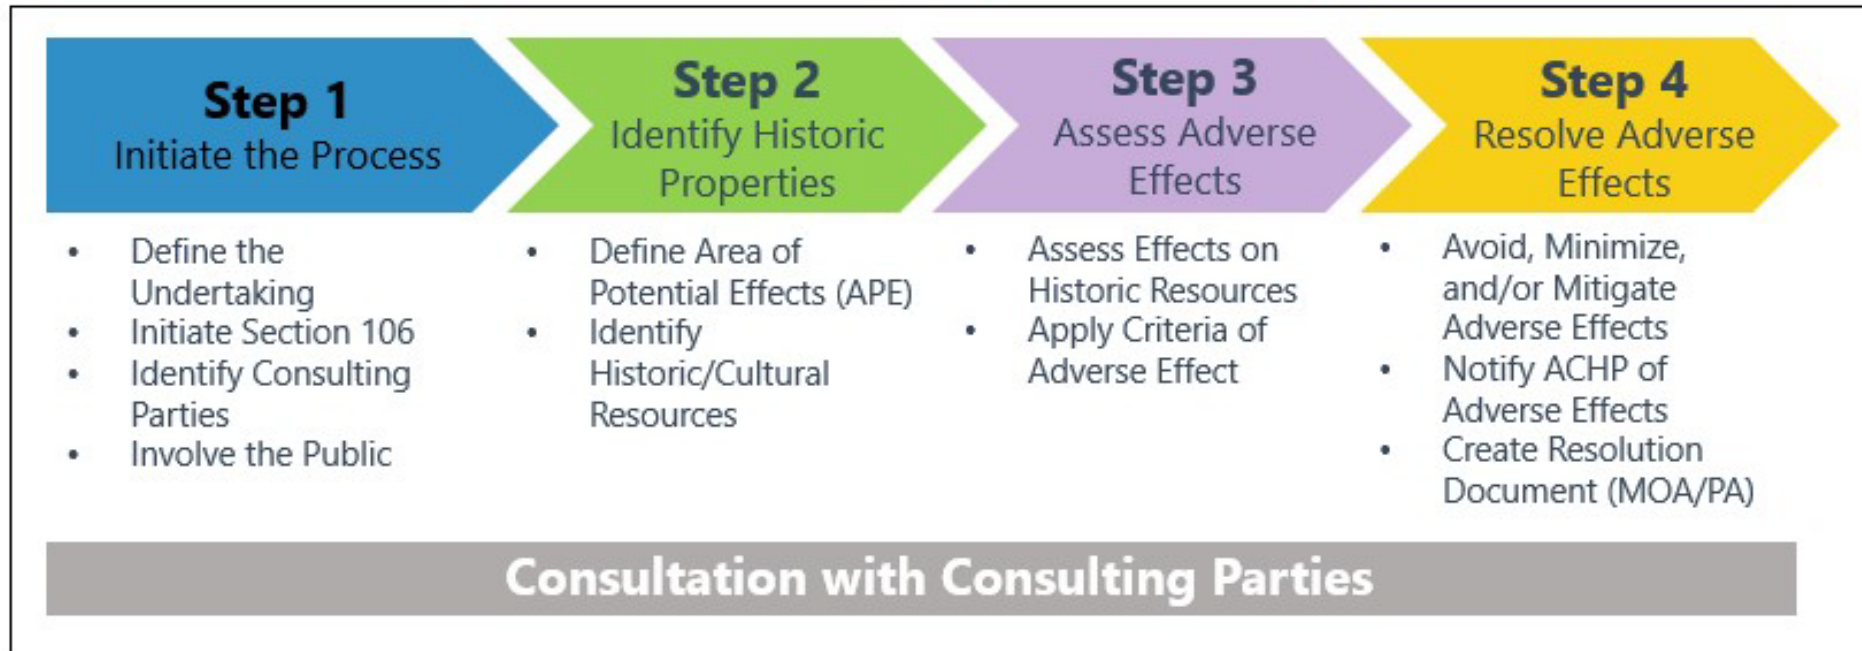 Step 1
Initiate the Process
• Define the
Undertaking
• Initiate Section 106
• Identify Consulting
Parties
• Involve the Public
Step 2
Identify Historic
Properties
• Define Area of
Potential Effects (APE)
• Identify
Historic/Cultural
Resources
Step 3
Assess Adverse
Effects
• Assess Effects on
Historic Resources
• Apply Criteria of
Adverse Effect
Step 4
Resolve Adverse
Effects
• Avoid, Minimize,
and/or Mitigate
Adverse Effects
• Notify ACHP of
Adverse Effects
• Create Resolution
Document (MOA/PA)
Consultation with Consulting Parties